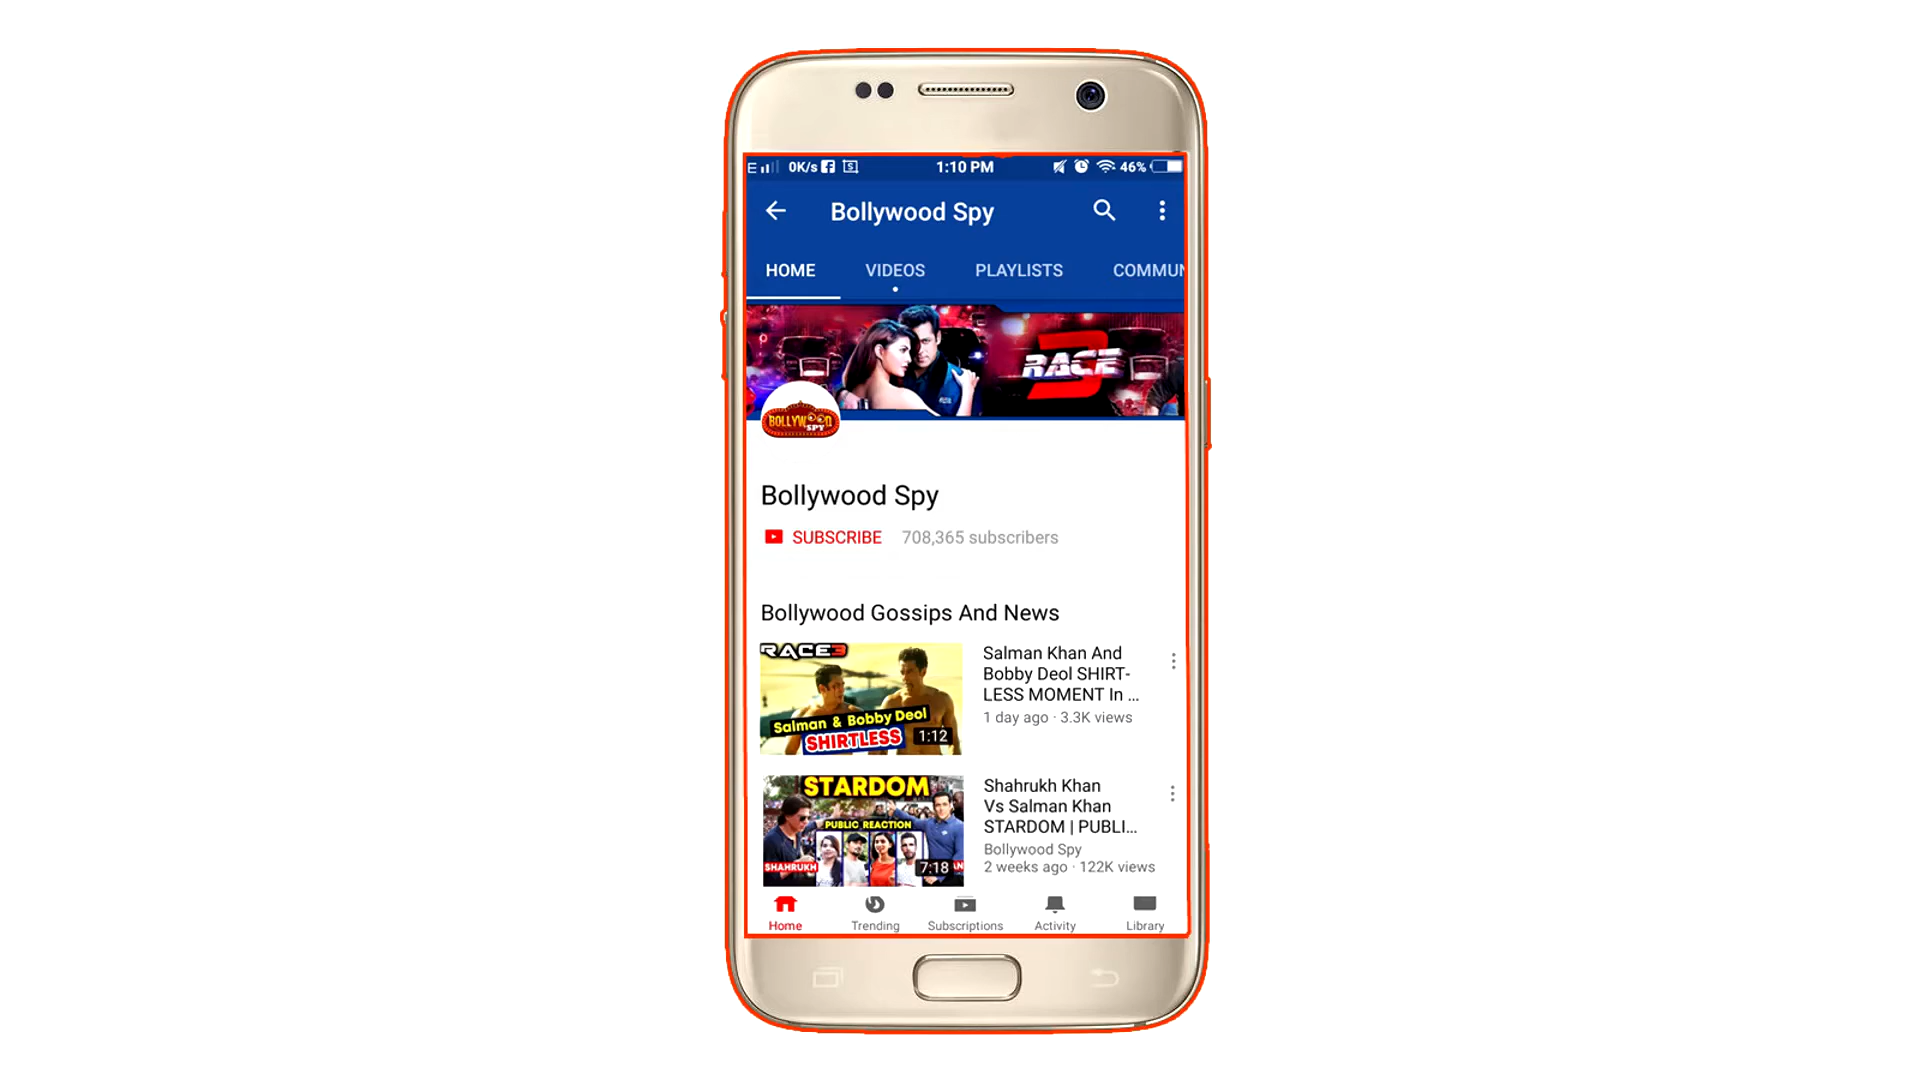 E 0K/s 1:10 PM 46%
Bollywood Spy
HOME VIDEOS PLAYLISTS COMMUN
RACE 3
BOLLYWOOD
SPY
Bollywood Spy
SUBSCRIBE 708,365 subscribers
Bollywood Gossips And News
RACE3
Salman & Bobby Deol
SHIRTLESS
1:12
Salman Khan And
Bobby Deol SHIRT-
LESS MOMENT In ...
1 day ago · 3.3K views
STARDOM
PUBLIC REACTION
SHAHRUKH
7:18
Shahrukh Khan
Vs Salman Khan
STARDOM | PUBLI...
Bollywood Spy
2 weeks ago · 122K views
Home Trending Subscriptions Activity Library